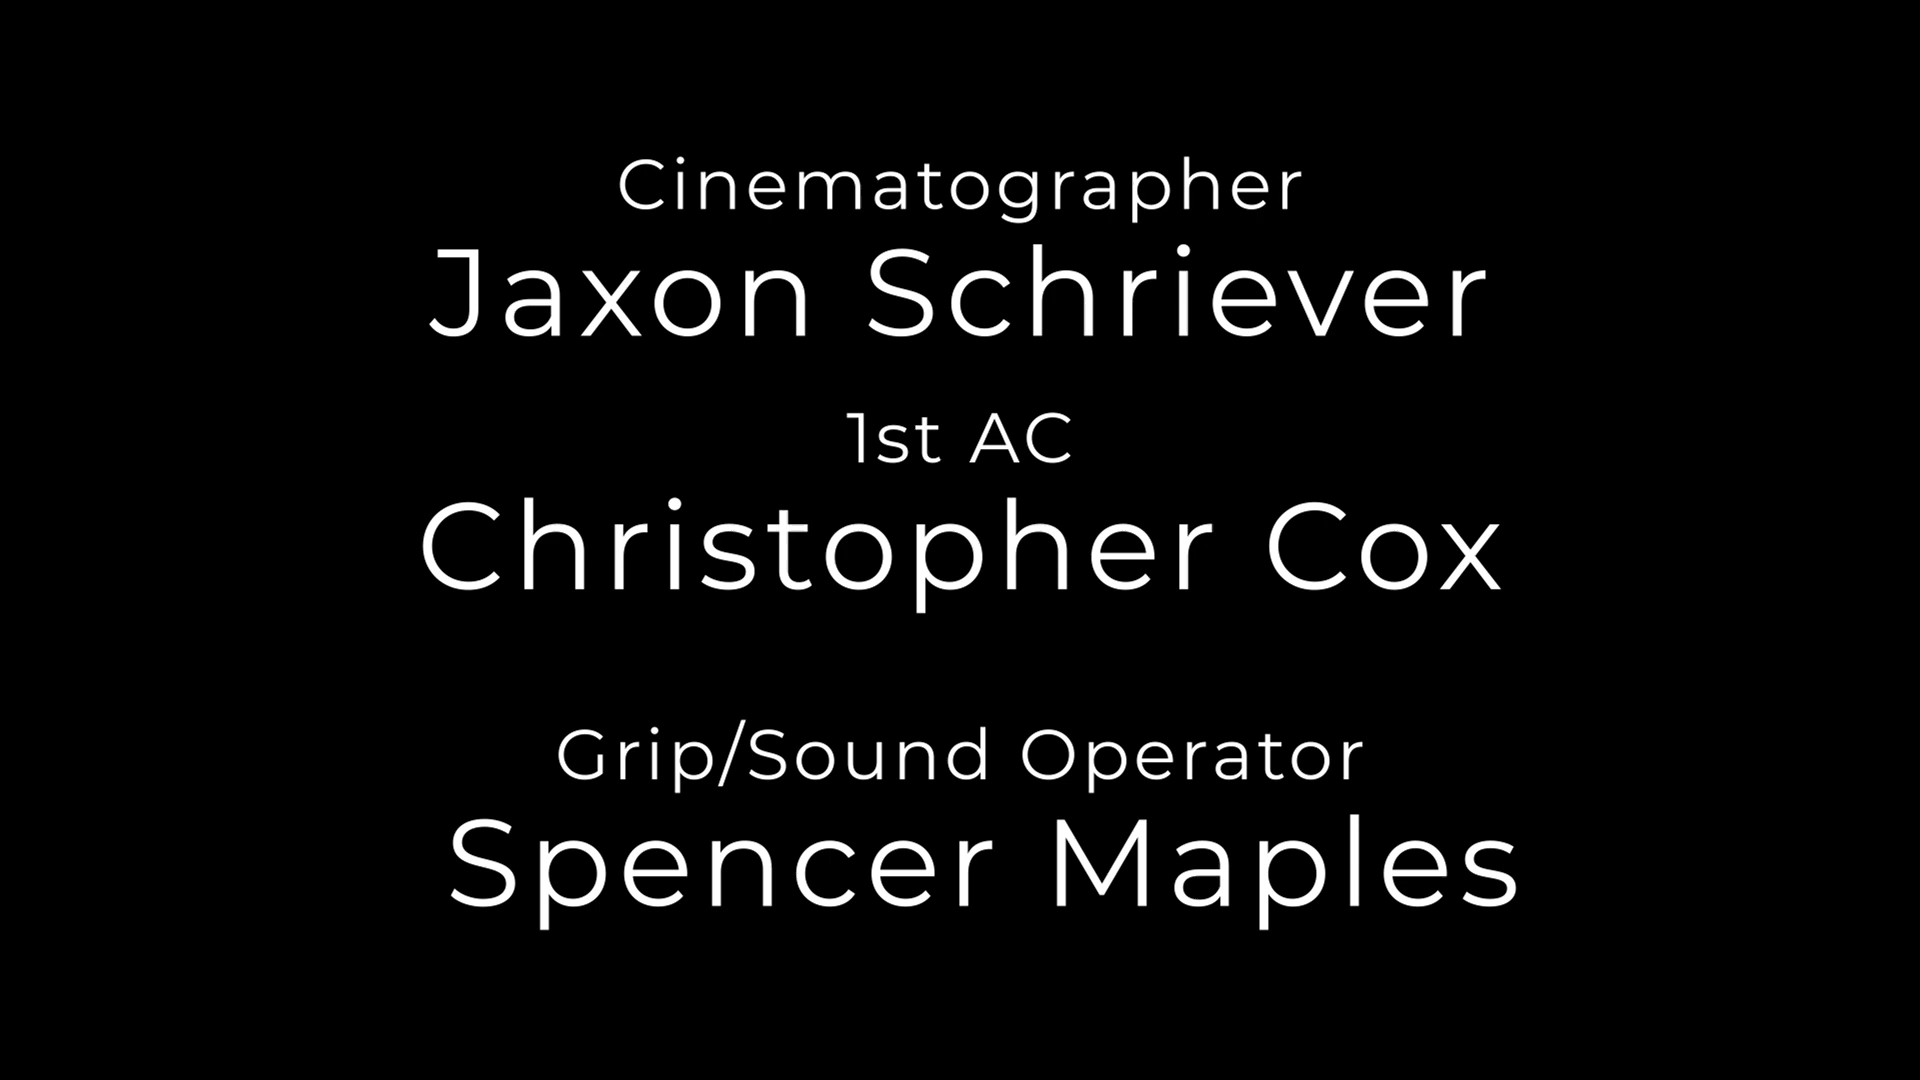 Cinematographer
Jaxon Schriever
1st AC
Christopher Cox
Grip/Sound Operator
Spencer Maples